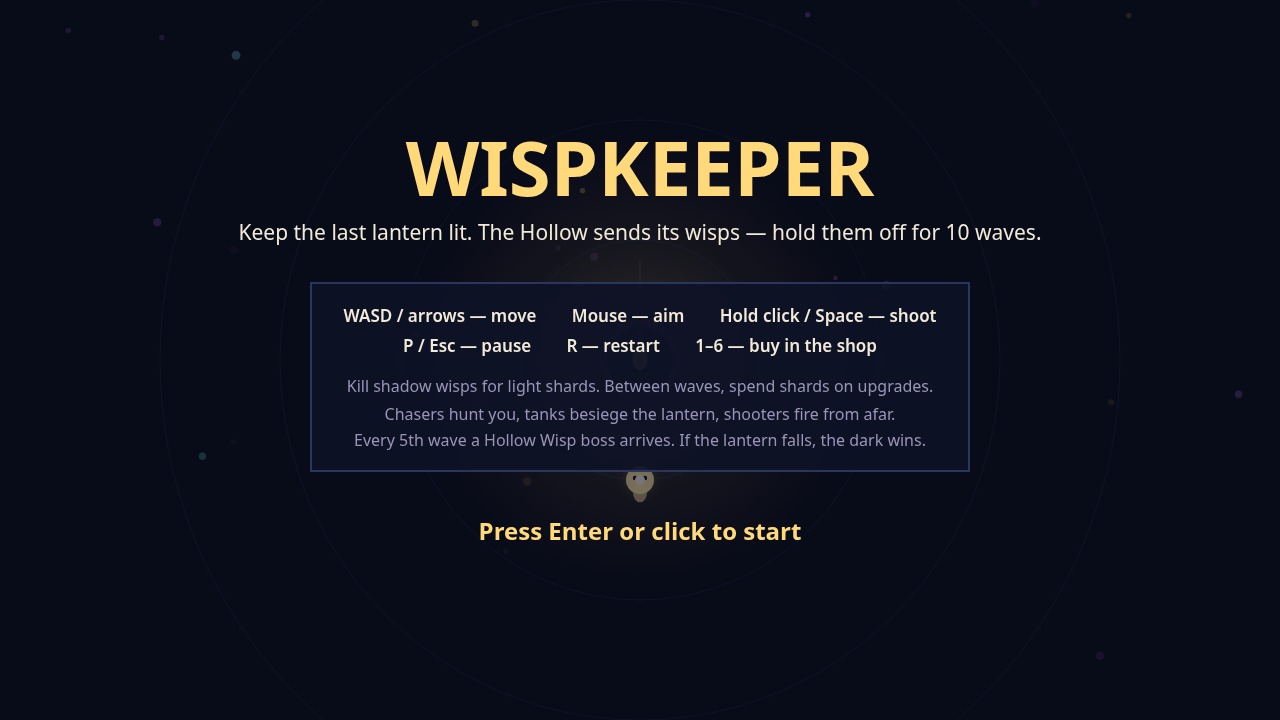 WISPKEEPER
Keep the last lantern lit. The Hollow sends its wisps — hold them off for 10 waves.
WASD / arrows — move Mouse — aim Hold click / Space — shoot
P / Esc — pause R — restart 1–6 — buy in the shop
Kill shadow wisps for light shards. Between waves, spend shards on upgrades.
Chasers hunt you, tanks besiege the lantern, shooters fire from afar.
Every 5th wave a Hollow Wisp boss arrives. If the lantern falls, the dark wins.
Press Enter or click to start